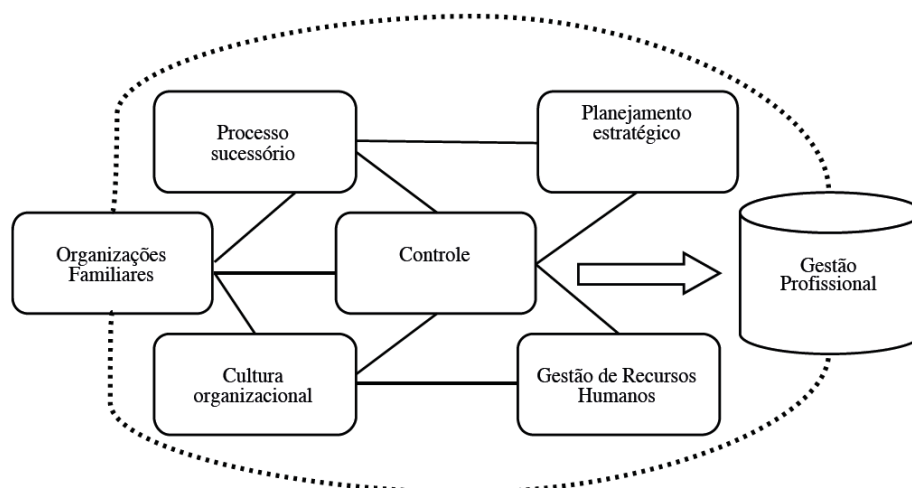 Processo
sucessório
Planejamento
estratégico
Organizações
Familiares
Controle
Gestão
Profissional
Cultura
organizacional
Gestão de Recursos
Humanos